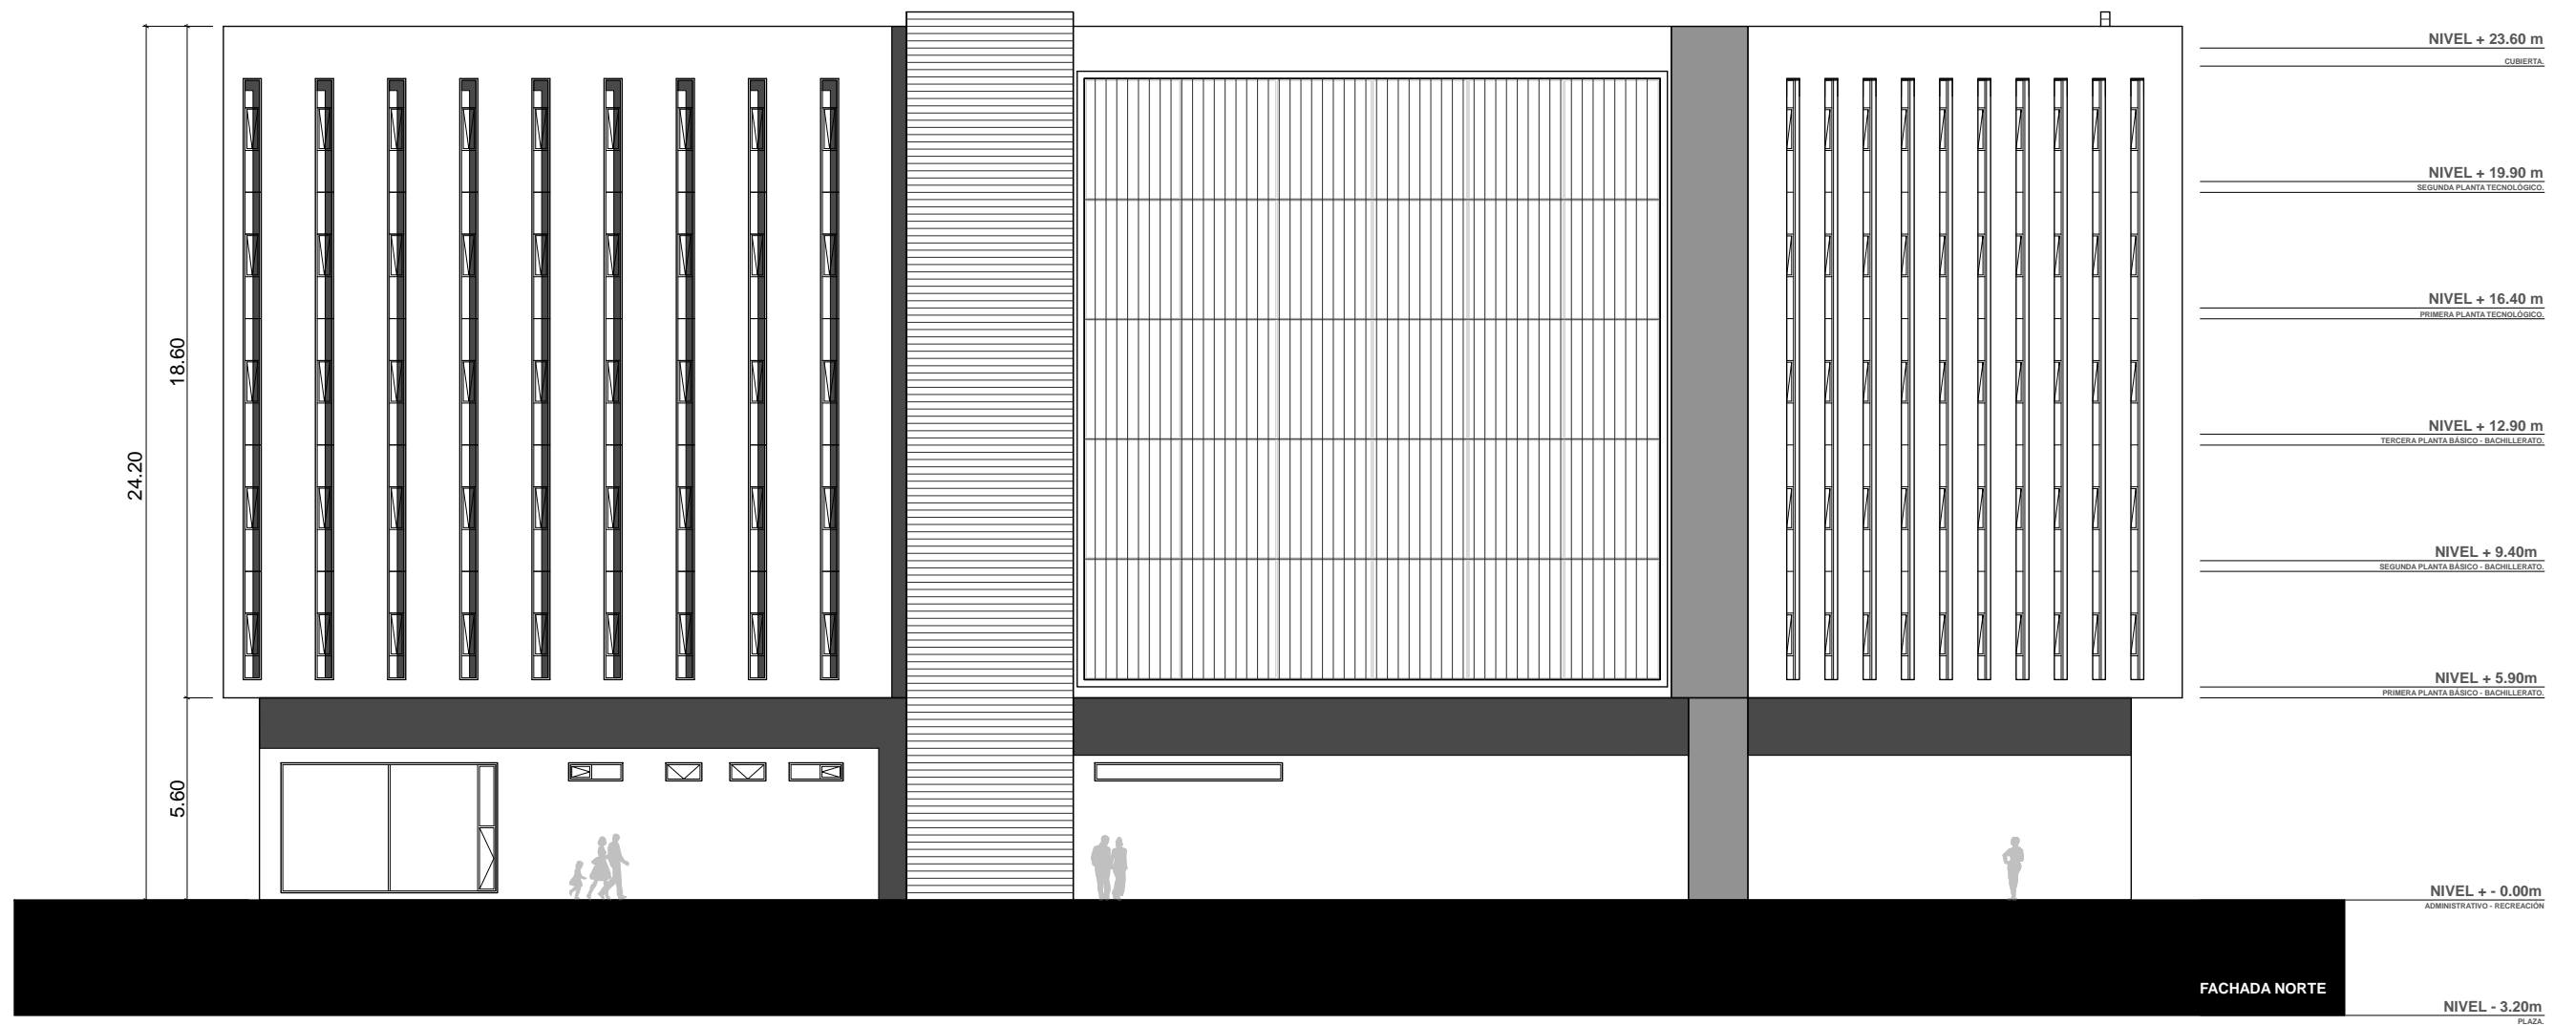 NIVEL + 23.60 m
CUBIERTA.
NIVEL + 19.90 m
SEGUNDA PLANTA TECNOLÓGICO.
NIVEL + 16.40 m
PRIMERA PLANTA TECNOLÓGICO.
18.60
NIVEL + 12.90 m
TERCERA PLANTA BÁSICO - BACHILLERATO.
24.20
NIVEL + 9.40m
SEGUNDA PLANTA BÁSICO - BACHILLERATO.
NIVEL + 5.90m
PRIMERA PLANTA BÁSICO - BACHILLERATO.
5.60
NIVEL + - 0.00m
ADMINISTRATIVO - RECREACIÓN
FACHADA NORTE
NIVEL - 3.20m
PLAZA.